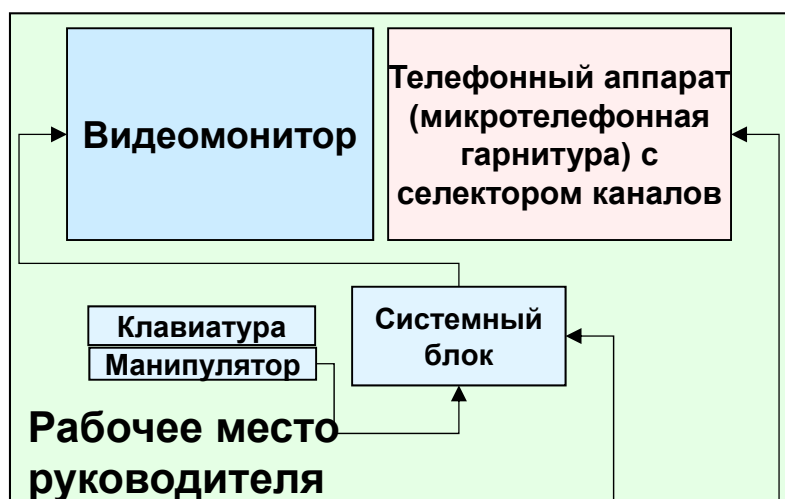 Видеомонитор
Телефонный аппарат
(микротелефонная
гарнитура) с
селектором каналов
Клавиатура
Манипулятор
Системный
блок
Рабочее место
руководителя